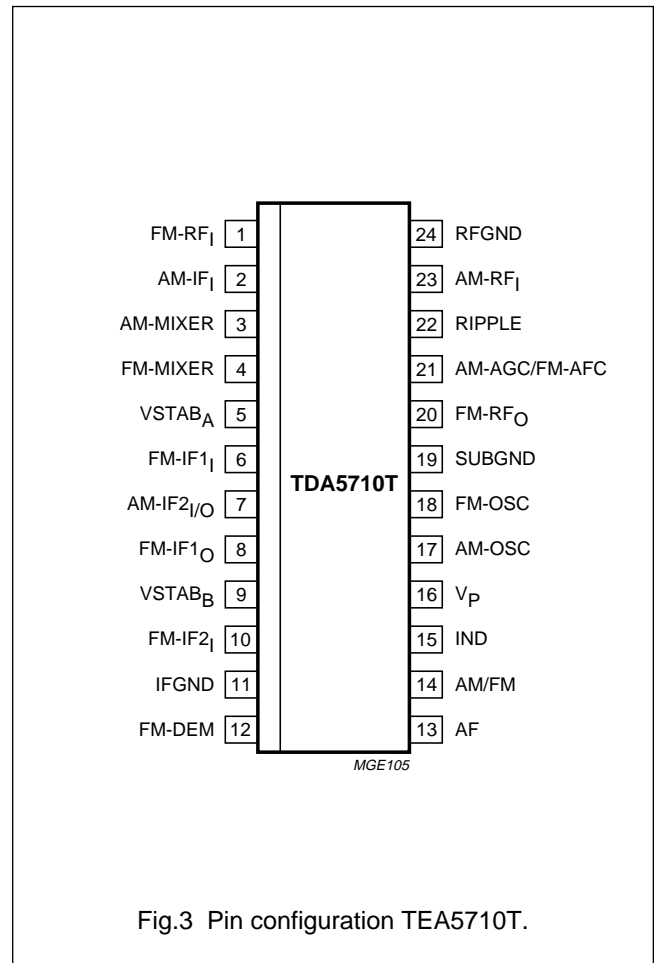 FM-RFI 1
AM-IFI 2
AM-MIXER 3
FM-MIXER 4
VSTABA 5
FM-IF1I 6
AM-IF2I/O 7
FM-IF1O 8
VSTABB 9
FM-IF2I 10
IFGND 11
FM-DEM 12
TDA5710T
24 RFGND
23 AM-RFI
22 RIPPLE
21 AM-AGC/FM-AFC
20 FM-RFO
19 SUBGND
18 FM-OSC
17 AM-OSC
16 VP
15 IND
14 AM/FM
13 AF
MGE105
Fig.3 Pin configuration TEA5710T.